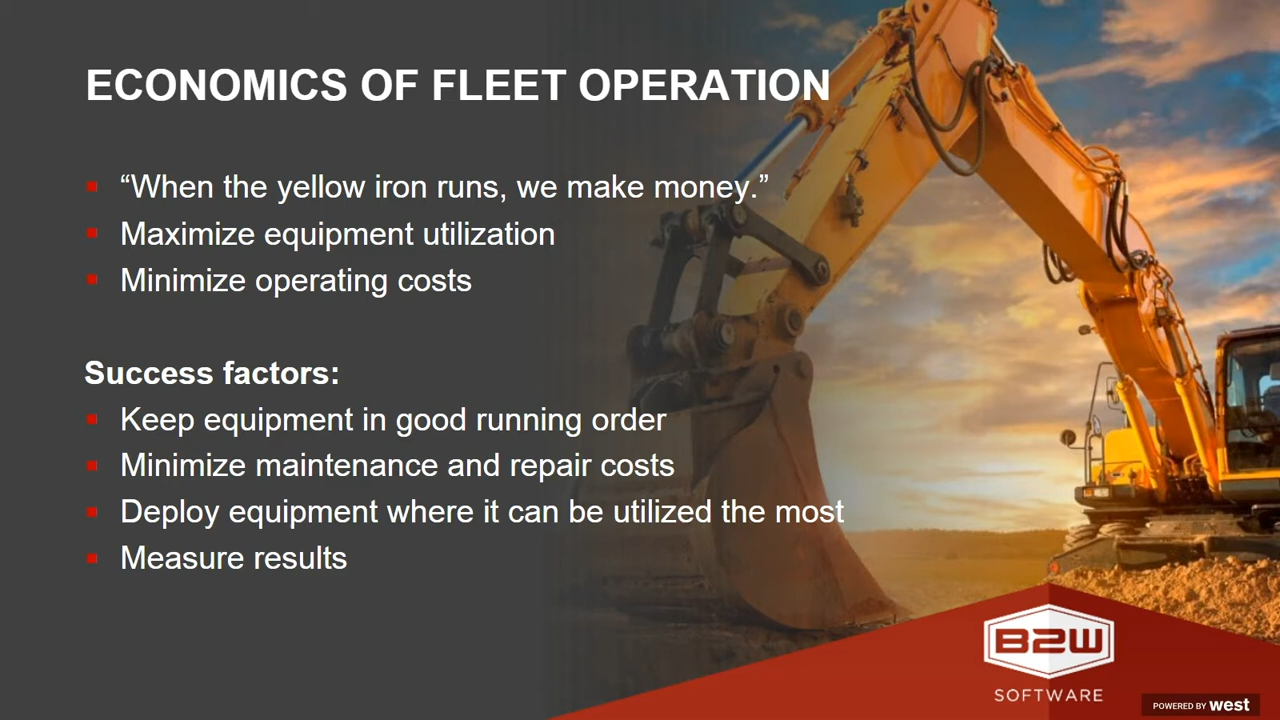 ECONOMICS OF FLEET OPERATION
“When the yellow iron runs, we make money.”
Maximize equipment utilization
Minimize operating costs
Success factors:
Keep equipment in good running order
Minimize maintenance and repair costs
Deploy equipment where it can be utilized the most
Measure results
B2W
SOFTWARE
POWERED BY west